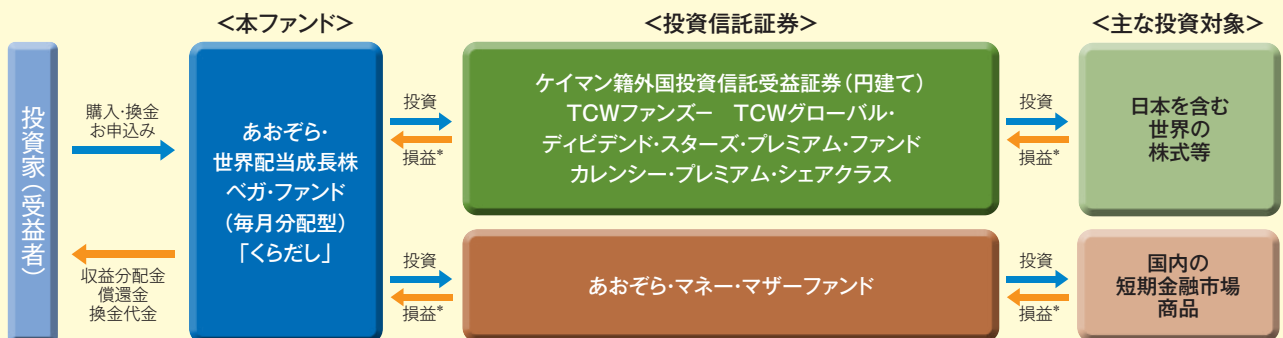 <本ファンド>
<投資信託証券>
<主な投資対象>
投資家(受益者)
購入・換金
お申込み
収益分配金
償還金
換金代金
あおぞら・
世界配当成長株
ベガ・ファンド
(毎月分配型)
「くらだし」
投資
損益*
ケイマン籍外国投資信託受益証券(円建て)
TCWファンズー TCWグローバル・
ディビデンド・スターズ・プレミアム・ファンド
カレンシー・プレミアム・シェアクラス
投資
損益*
日本を含む
世界の
株式等
投資
損益*
あおぞら・マネー・マザーファンド
投資
損益*
国内の
短期金融市場
商品